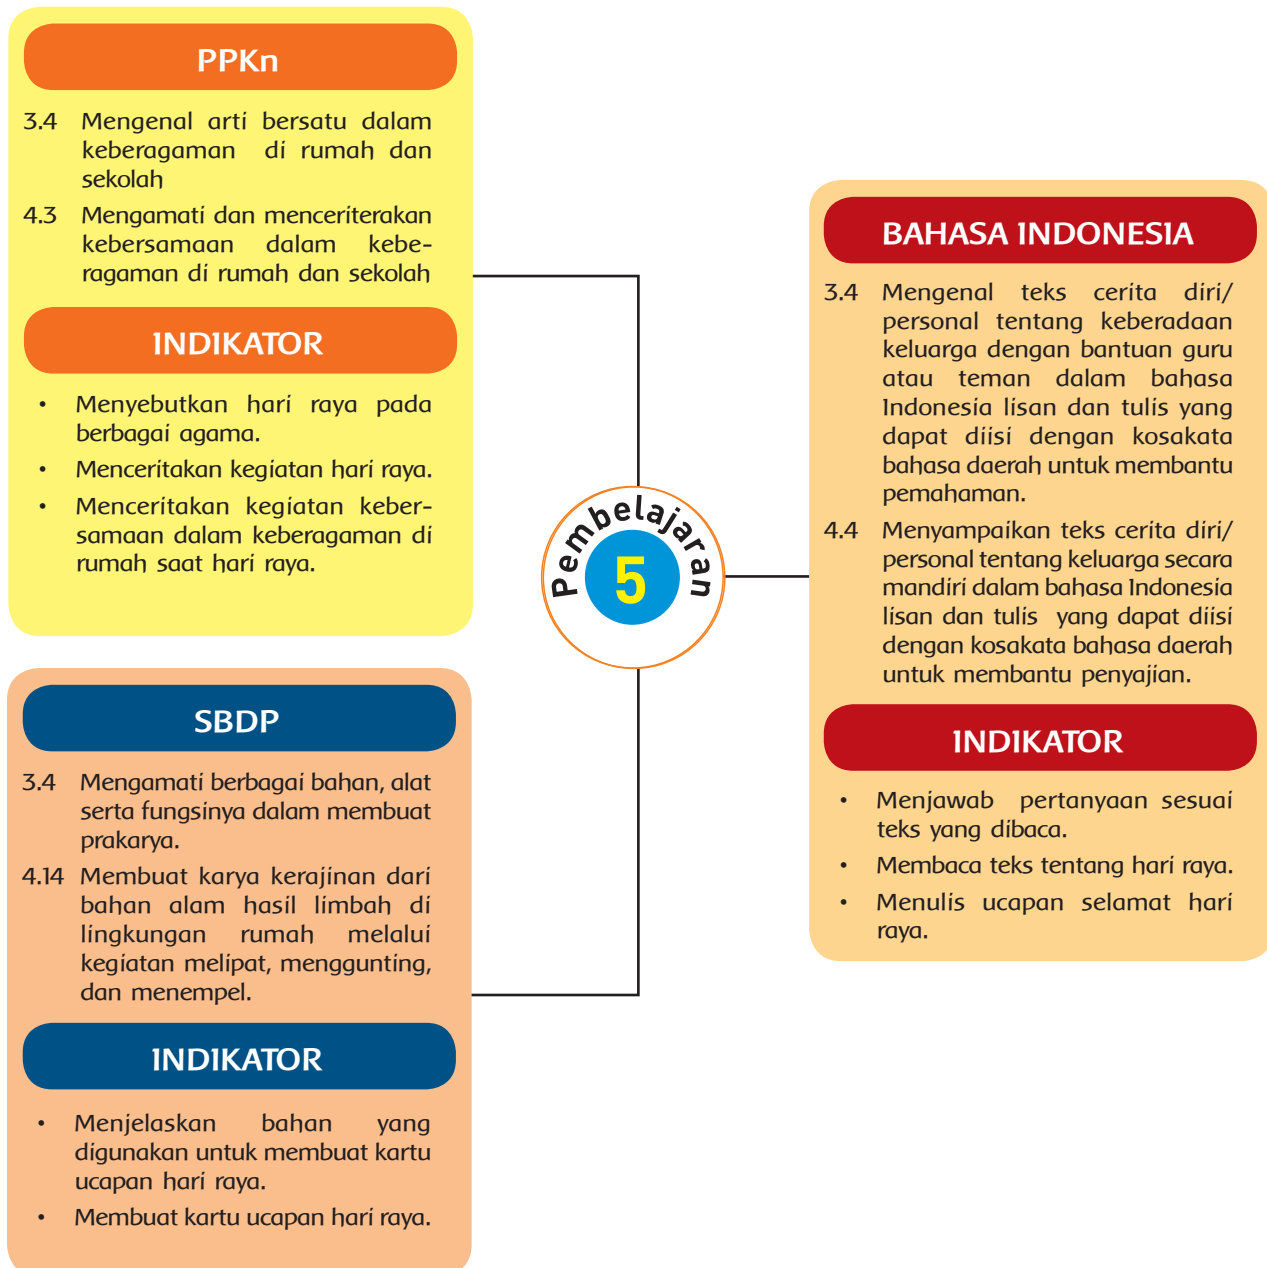 PPKn
3.4 Mengenal arti bersatu dalam
keberagaman di rumah dan
sekolah
4.3 Mengamati dan menceriterakan
kebersamaan dalam kebe-
ragaman di rumah dan sekolah
INDIKATOR
• Menyebutkan hari raya pada
berbagai agama.
• Menceritakan kegiatan hari raya.
• Menceritakan kegiatan keber-
samaan dalam keberagaman di
rumah saat hari raya.
SBDP
3.4 Mengamati berbagai bahan, alat
serta fungsinya dalam membuat
prakarya.
4.14 Membuat karya kerajinan dari
bahan alam hasil limbah di
lingkungan rumah melalui
kegiatan melipat, menggunting,
dan menempel.
INDIKATOR
• Menjelaskan bahan yang
digunakan untuk membuat kartu
ucapan hari raya.
• Membuat kartu ucapan hari raya.
Pembelajaran
5
BAHASA INDONESIA
3.4 Mengenal teks cerita diri/
personal tentang keberadaan
keluarga dengan bantuan guru
atau teman dalam bahasa
Indonesia lisan dan tulis yang
dapat diisi dengan kosakata
bahasa daerah untuk membantu
pemahaman.
4.4 Menyampaikan teks cerita diri/
personal tentang keluarga secara
mandiri dalam bahasa Indonesia
lisan dan tulis yang dapat diisi
dengan kosakata bahasa daerah
untuk membantu penyajian.
INDIKATOR
• Menjawab pertanyaan sesuai
teks yang dibaca.
• Membaca teks tentang hari raya.
• Menulis ucapan selamat hari
raya.